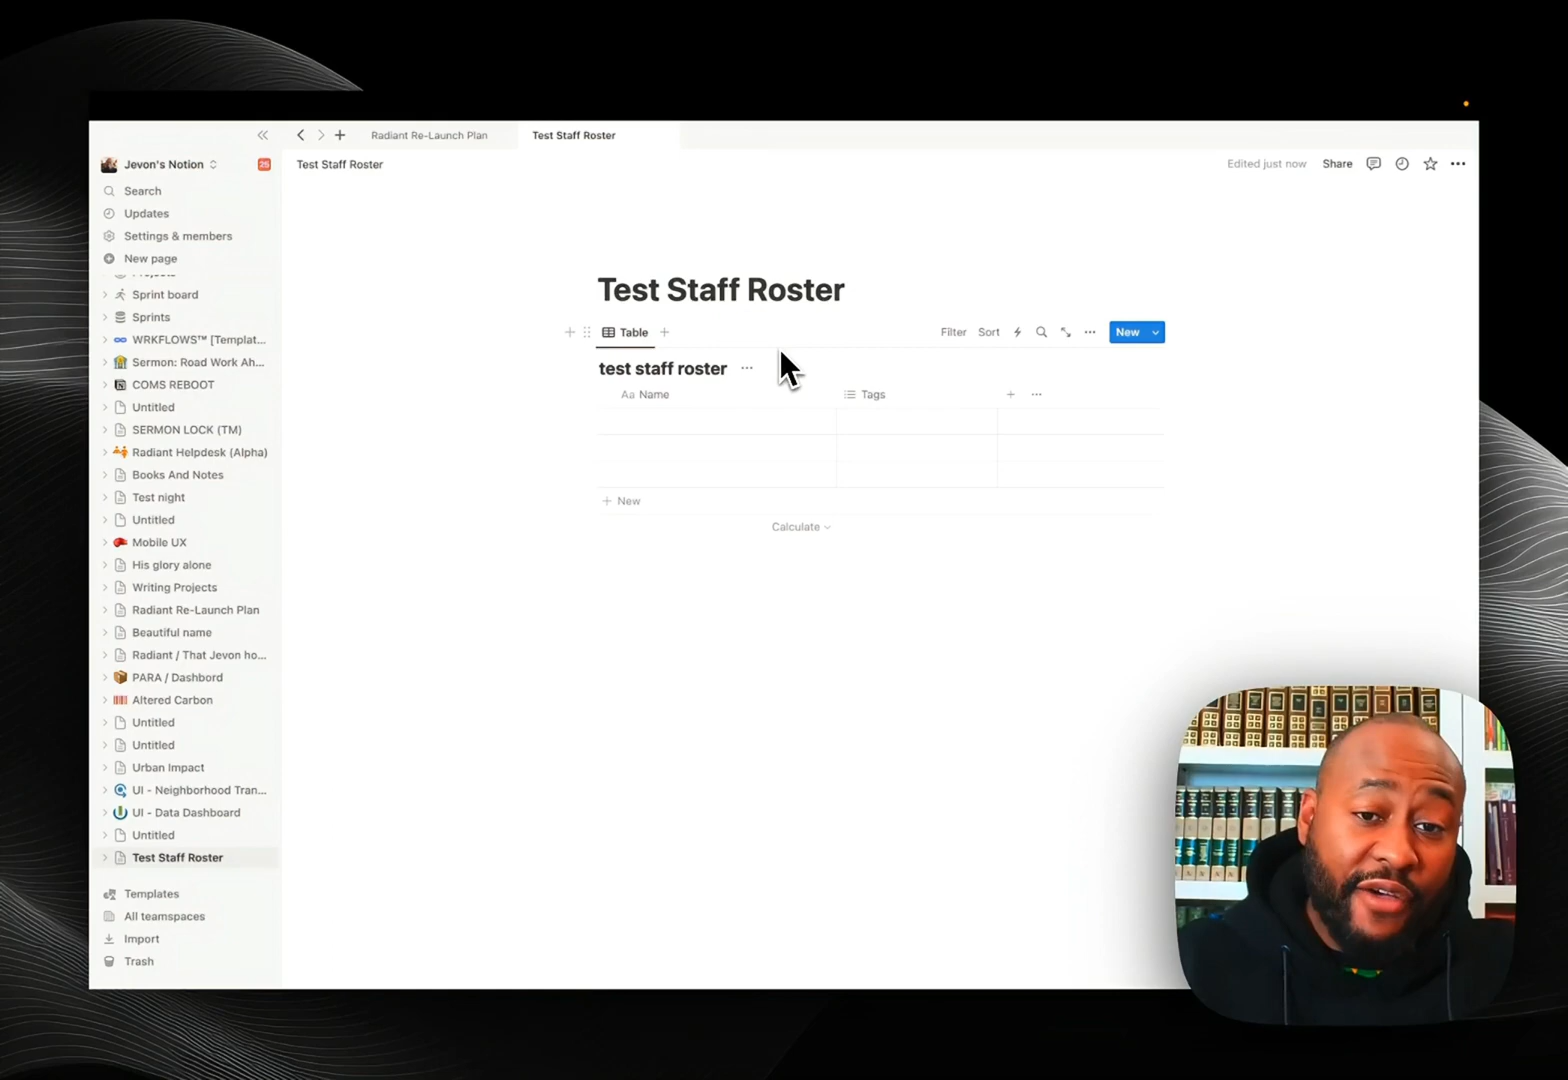 Radiant Re-Launch Plan
Test Staff Roster
Jevon's Notion
25
Test Staff Roster
Edited just now
Share
Search
Updates
Settings & members
New page
Projects
Sprint board
Sprints
WRKFLOWS™ [Templat...
Sermon: Road Work Ah...
COMS REBOOT
Untitled
SERMON LOCK (TM)
Radiant Helpdesk (Alpha)
Books And Notes
Test night
Untitled
Mobile UX
His glory alone
Writing Projects
Radiant Re-Launch Plan
Beautiful name
Radiant / That Jevon ho...
PARA / Dashbord
Altered Carbon
Untitled
Untitled
Urban Impact
UI - Neighborhood Tran...
UI - Data Dashboard
Untitled
Test Staff Roster
Templates
All teamspaces
Import
Trash
Test Staff Roster
Table
Filter
Sort
New
test staff roster
Aa Name
Tags
New
Calculate